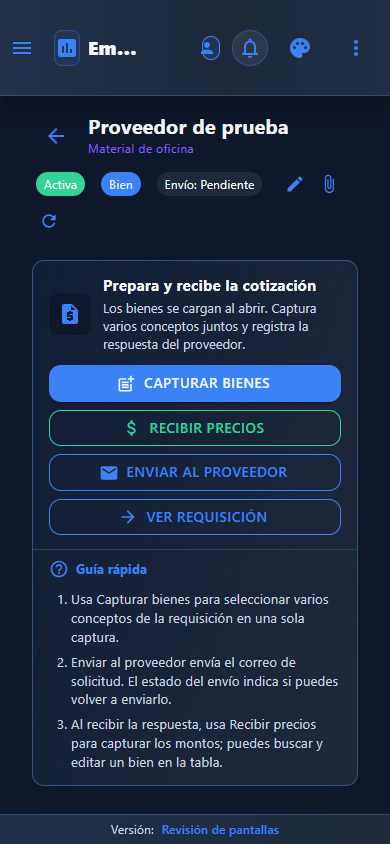 Em...
Proveedor de prueba
Material de oficina
Activa
Bien
Envío: Pendiente
Prepara y recibe la cotización
Los bienes se cargan al abrir. Captura
varios conceptos juntos y registra la
respuesta del proveedor.
CAPTURAR BIENES
RECIBIR PRECIOS
ENVIAR AL PROVEEDOR
VER REQUISICIÓN
Guía rápida
1. Usa Capturar bienes para seleccionar varios
conceptos de la requisición en una sola
captura.
2. Enviar al proveedor envía el correo de
solicitud. El estado del envío indica si puedes
volver a enviarlo.
3. Al recibir la respuesta, usa Recibir precios
para capturar los montos; puedes buscar y
editar un bien en la tabla.
Versión: Revisión de pantallas